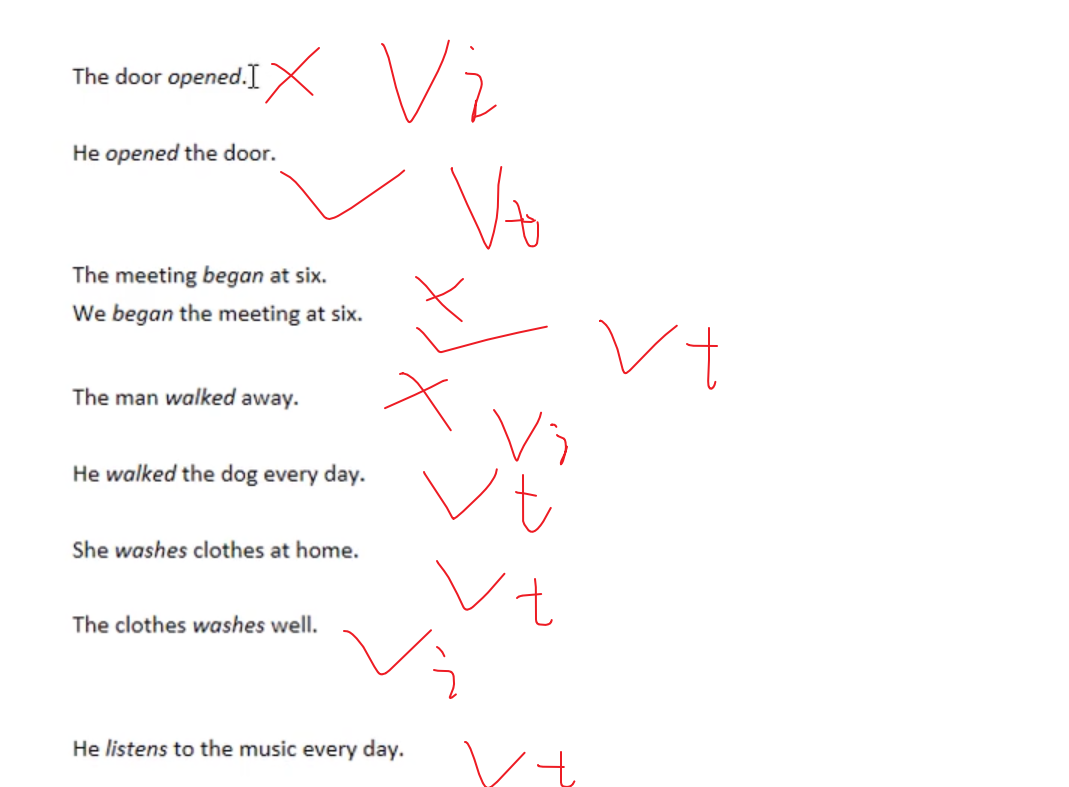 The door opened. Vi
He opened the door.
Vt
The meeting began at six.
We began the meeting at six.
Vt
The man walked away.
Vi
He walked the dog every day. Vt
She washes clothes at home.
Vt
The clothes washes well.
Vi
He listens to the music every day. Vt